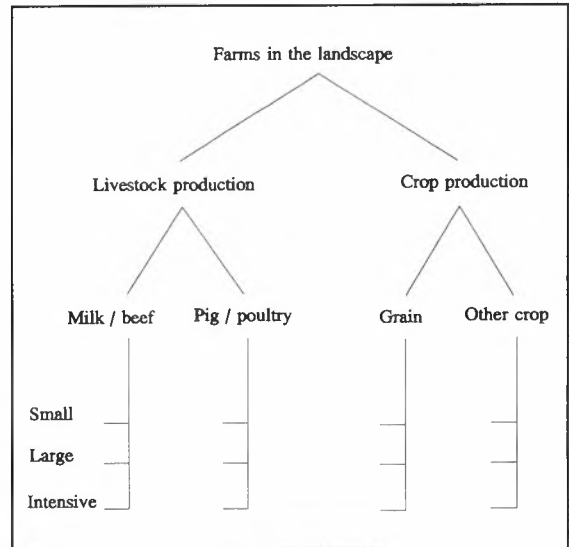 Farms in the landscape
Livestock production Crop production
Milk / beef Pig / poultry Grain Other crop
Small
Large
Intensive